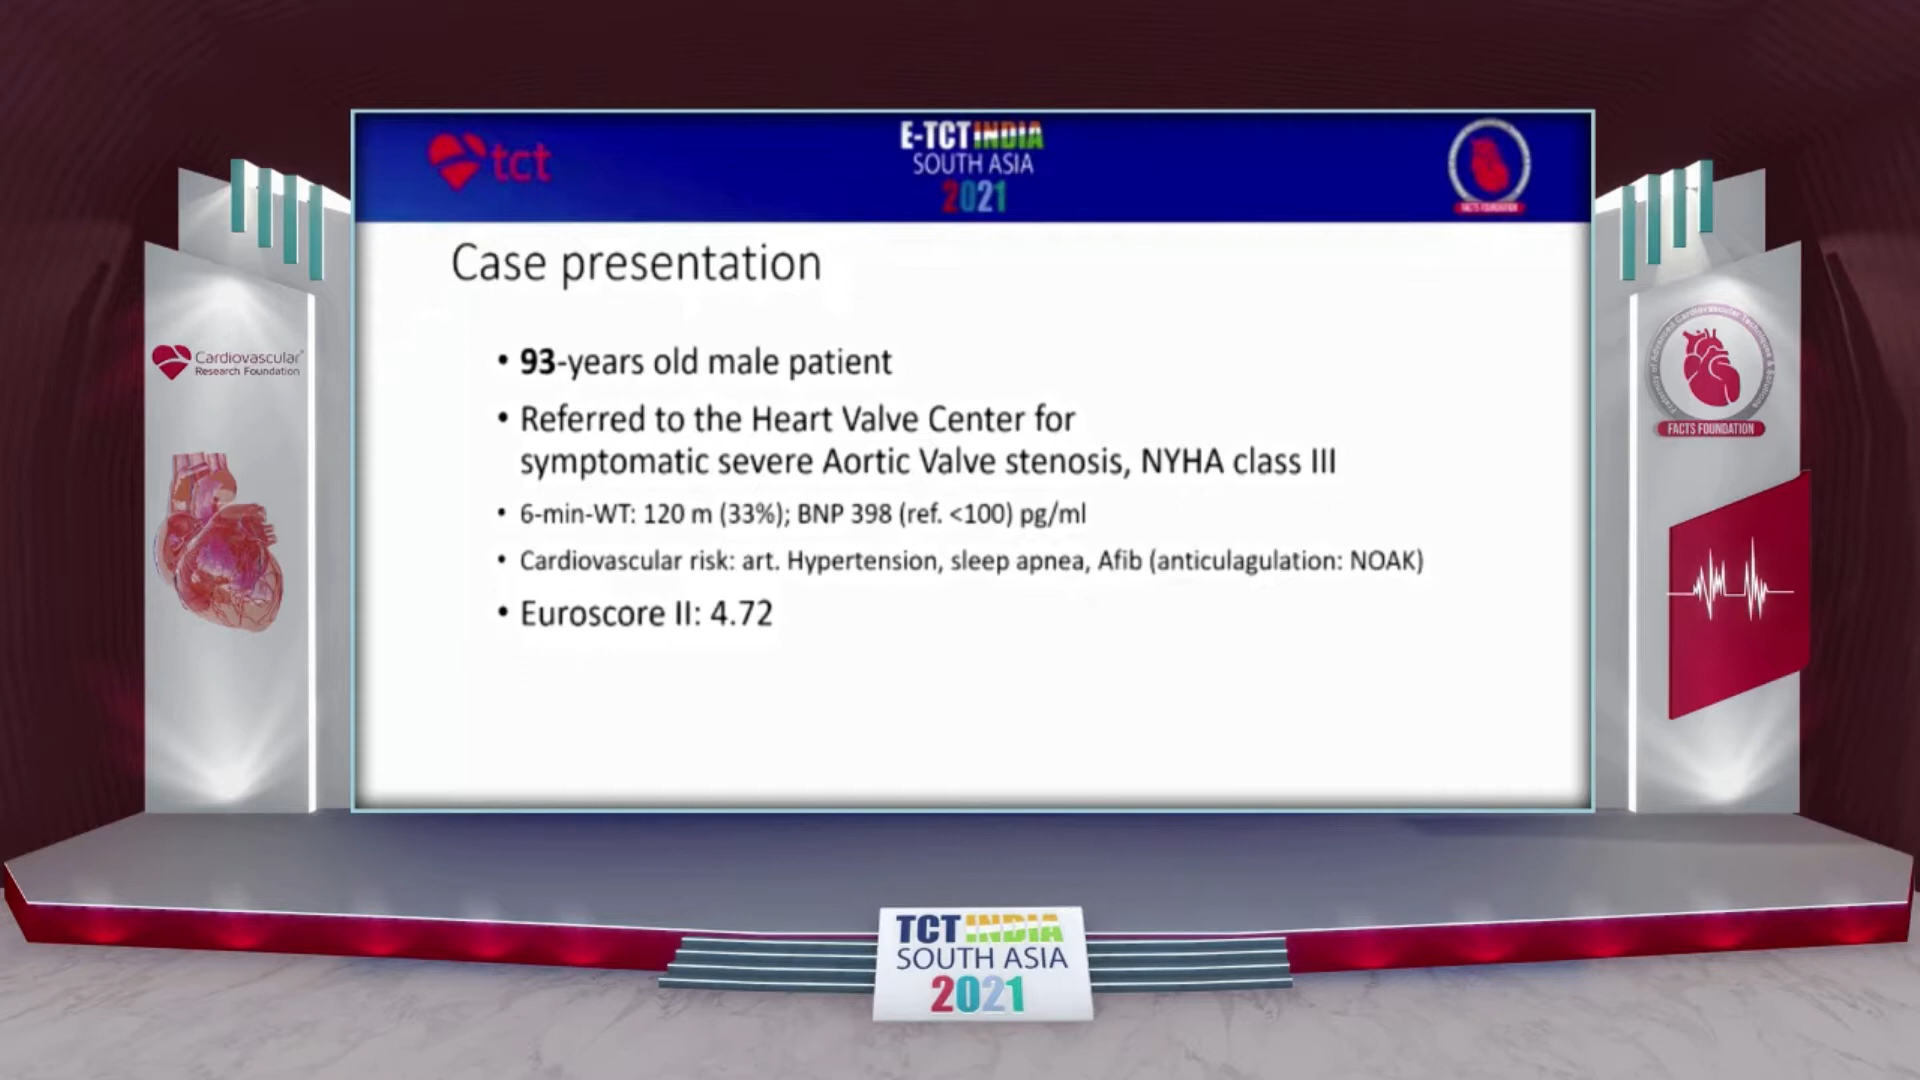 tct
E-TCT INDIA
SOUTH ASIA
2021
FACTS FOUNDATION
Case presentation
• 93-years old male patient
• Referred to the Heart Valve Center for
symptomatic severe Aortic Valve stenosis, NYHA class III
• 6-min-WT: 120 m (33%); BNP 398 (ref. <100) pg/ml
• Cardiovascular risk: art. Hypertension, sleep apnea, Afib (anticulagulation: NOAK)
• Euroscore II: 4.72
Cardiovascular
Research Foundation
FACTS FOUNDATION
TCT INDIA
SOUTH ASIA
2021